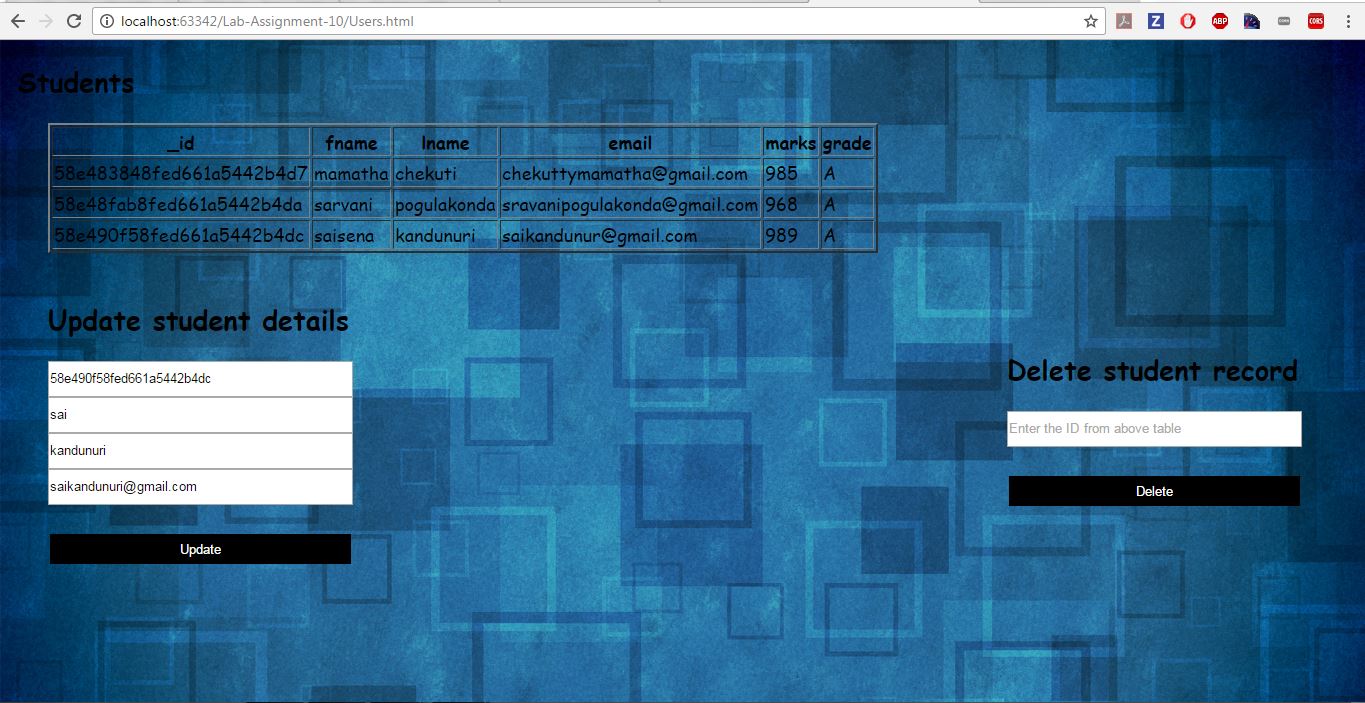 localhost:63342/Lab-Assignment-10/Users.html
ABP
CORS
Students
_id fname lname email marks grade
58e483848fed661a5442b4d7 mamatha chekuti chekuttymamatha@gmail.com 985 A
58e48fab8fed661a5442b4da sarvani pogulakonda sravanipogulakonda@gmail.com 968 A
58e490f58fed661a5442b4dc saisena kandunuri saikandunur@gmail.com 989 A
Update student details
58e490f58fed661a5442b4dc
sai
kandunuri
saikandunuri@gmail.com
Update
Delete student record
Enter the ID from above table
Delete